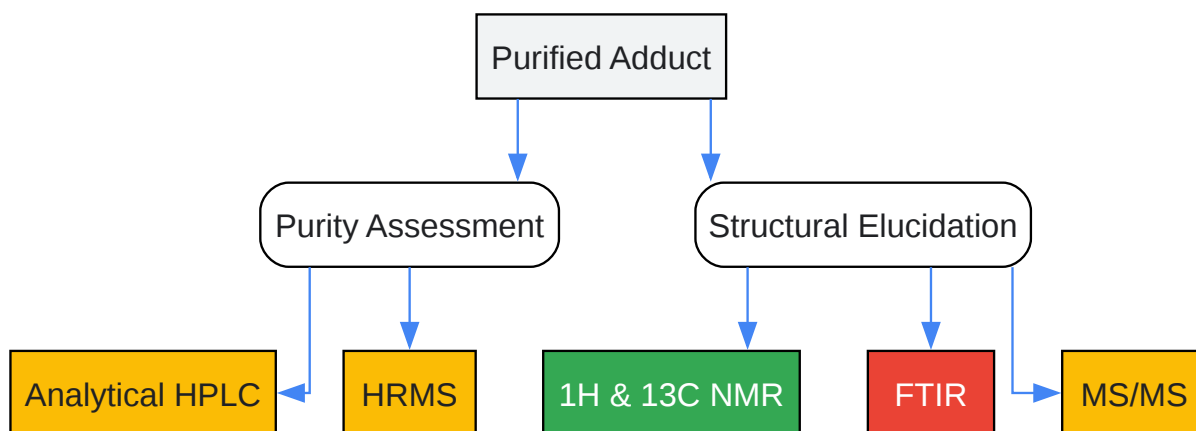 Purified Adduct
Purity Assessment
Structural Elucidation
Analytical HPLC
HRMS
1H & 13C NMR
FTIR
MS/MS